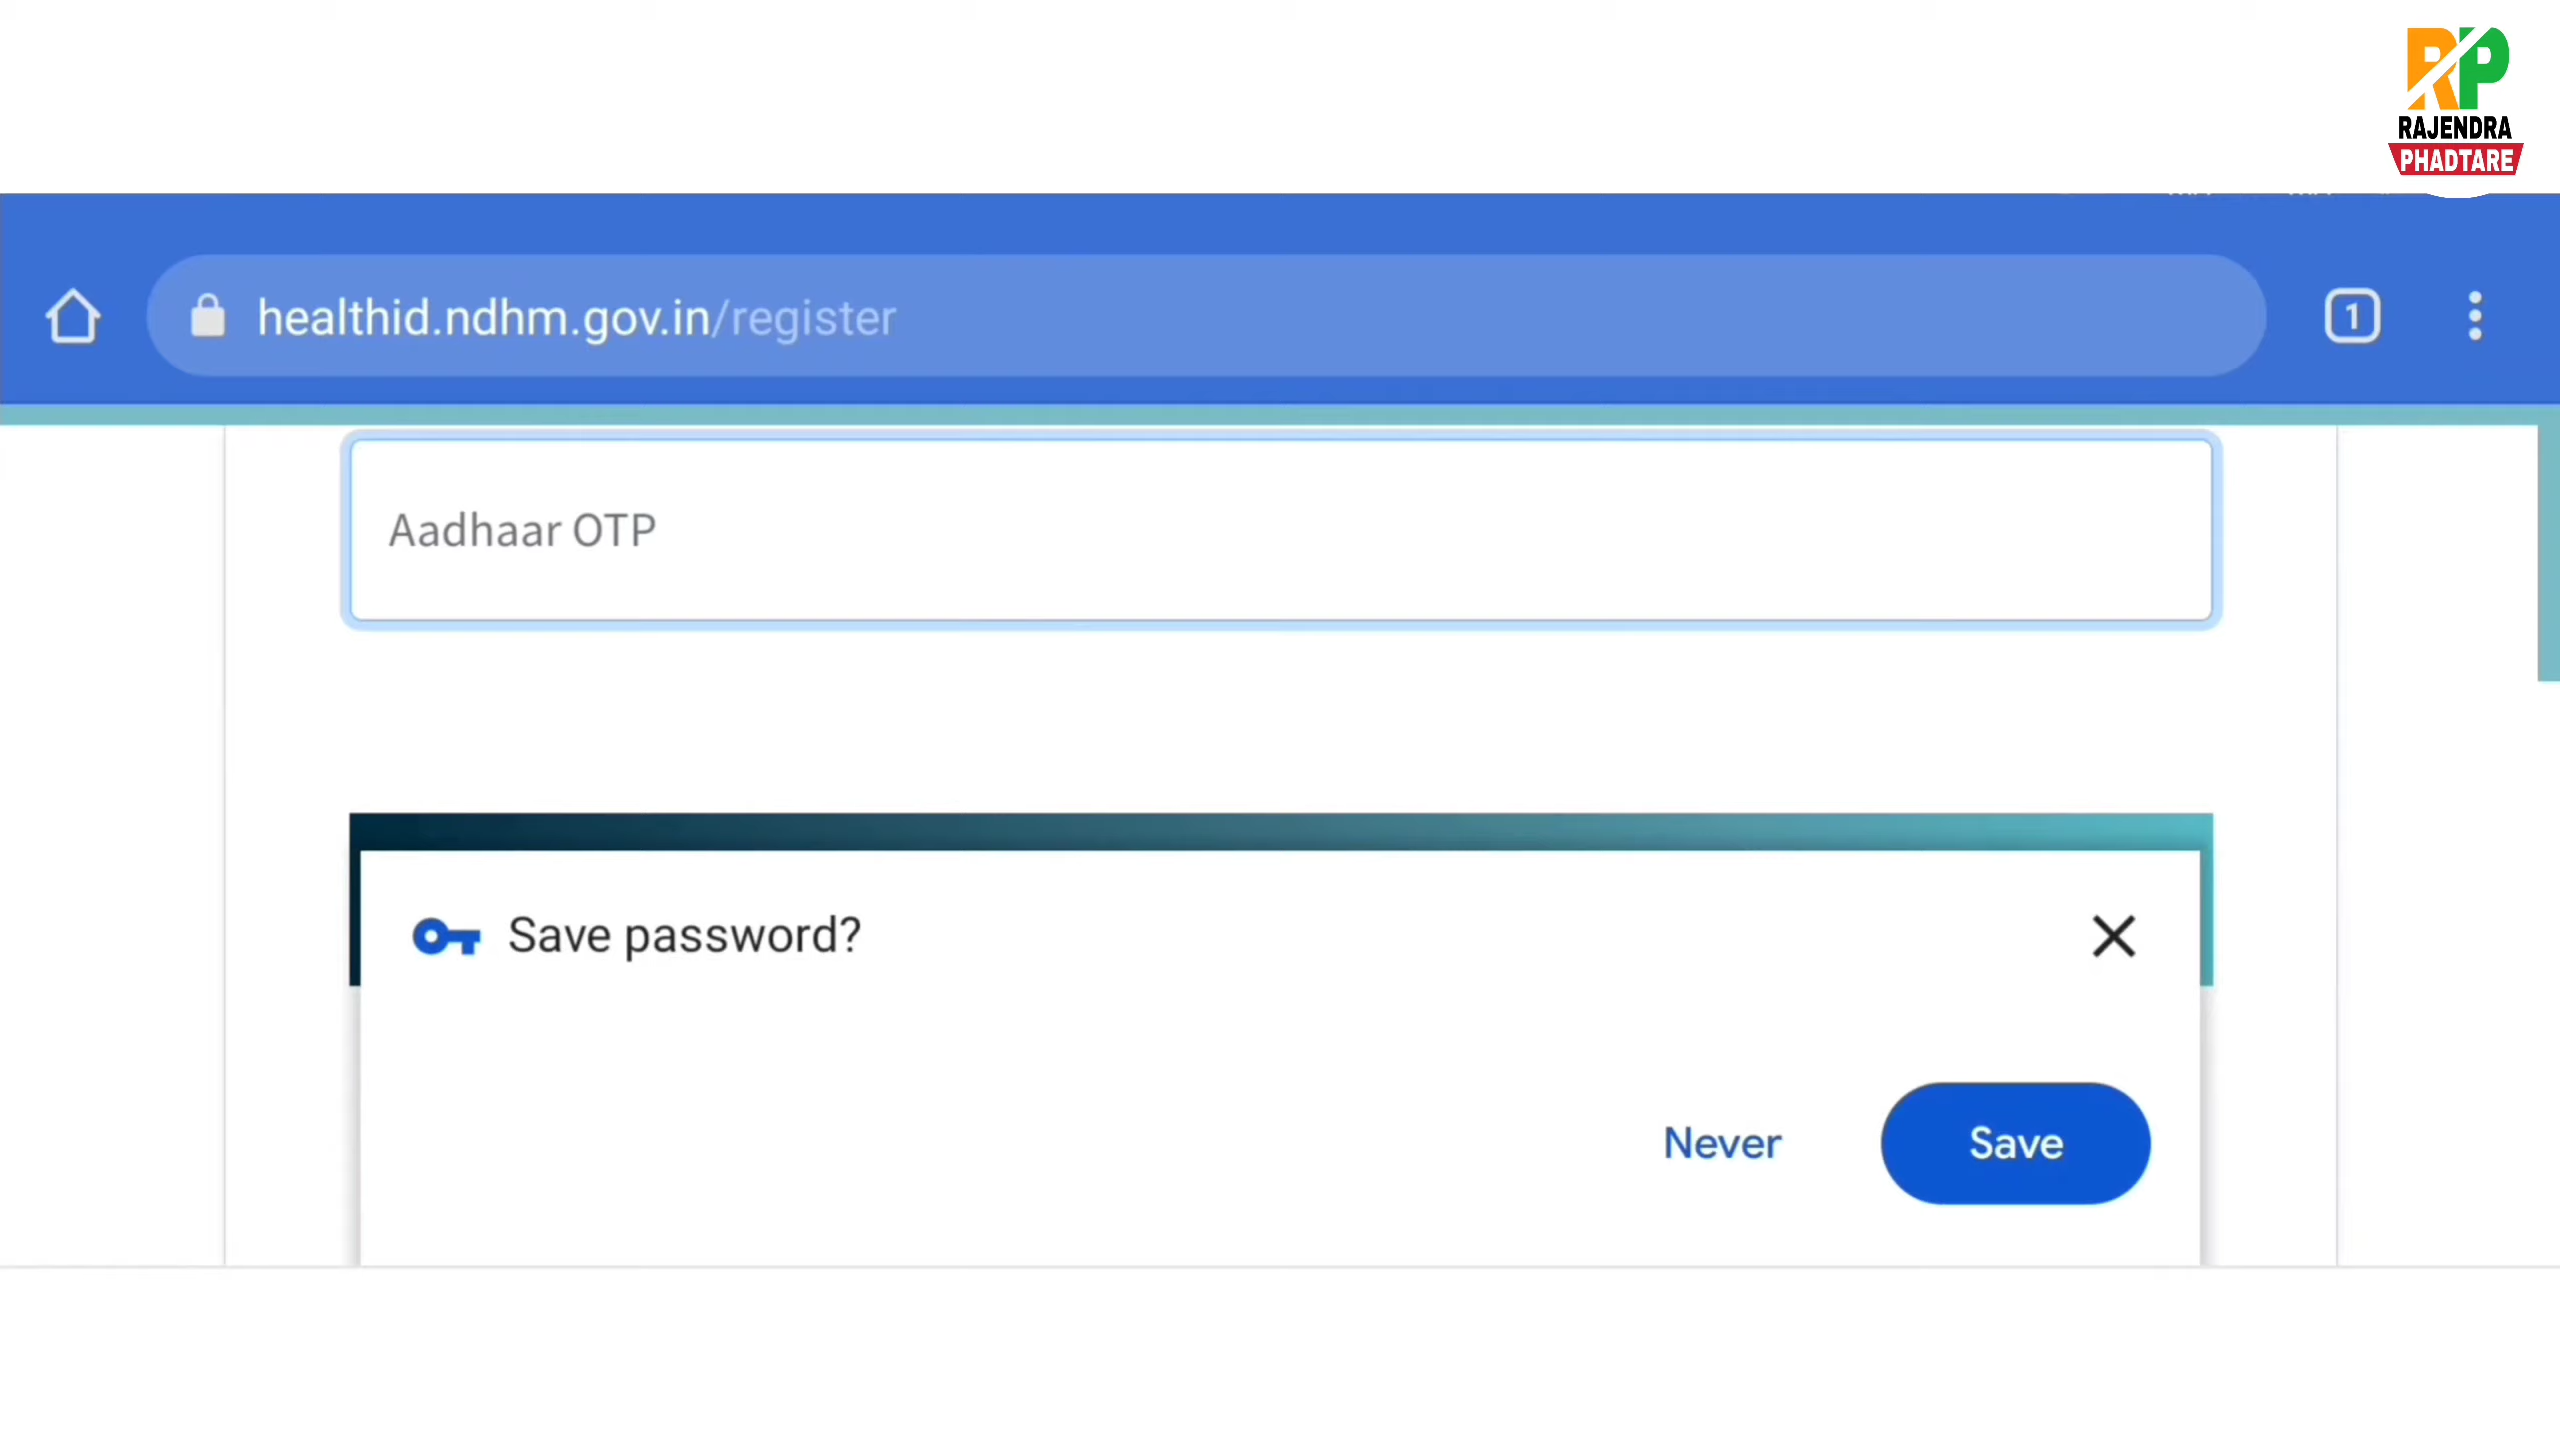 RP
RAJENDRA
PHADTARE
healthid.ndhm.gov.in/register
1
Aadhaar OTP
Save password?
Never
Save